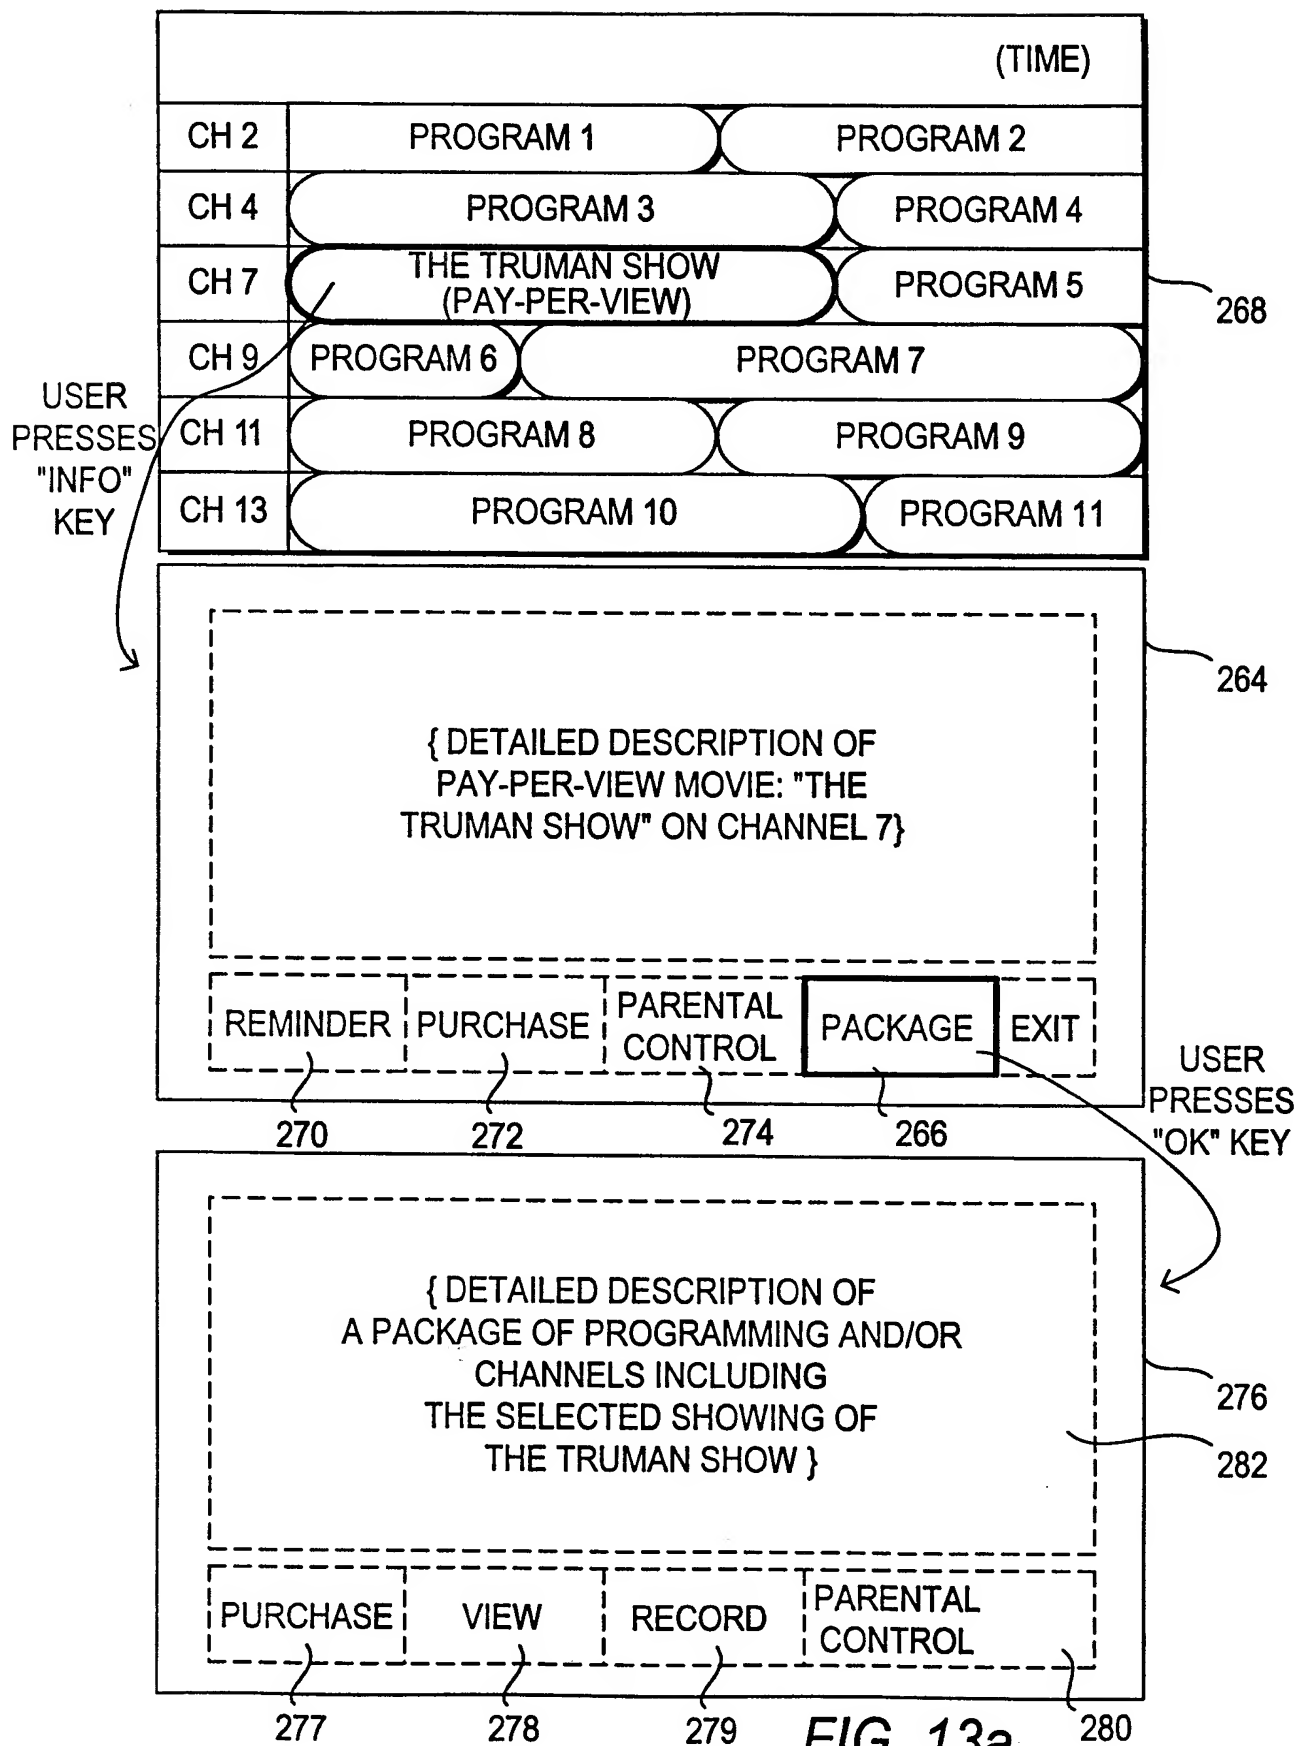 (TIME)
CH 2 PROGRAM 1 PROGRAM 2
CH 4 PROGRAM 3 PROGRAM 4
CH 7 THE TRUMAN SHOW
(PAY-PER-VIEW) PROGRAM 5
268
CH 9 PROGRAM 6 PROGRAM 7
CH 11 PROGRAM 8 PROGRAM 9
CH 13 PROGRAM 10 PROGRAM 11
USER
PRESSES
"INFO"
KEY
264
{ DETAILED DESCRIPTION OF
PAY-PER-VIEW MOVIE: "THE
TRUMAN SHOW" ON CHANNEL 7}
REMINDER PURCHASE PARENTAL
CONTROL PACKAGE EXIT
270 272 274 266
USER
PRESSES
"OK" KEY
{ DETAILED DESCRIPTION OF
A PACKAGE OF PROGRAMMING AND/OR
CHANNELS INCLUDING
THE SELECTED SHOWING OF
THE TRUMAN SHOW }
276
282
PURCHASE VIEW RECORD PARENTAL
CONTROL
277 278 279 280
FIG. 13a